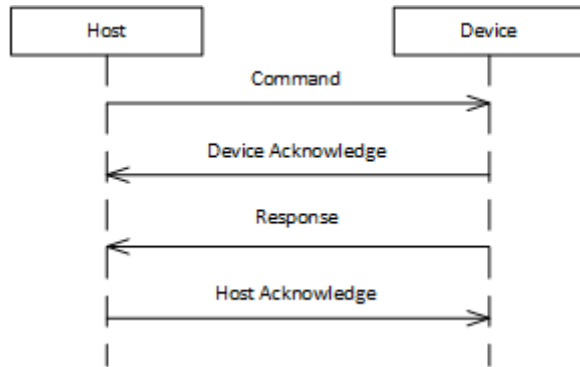 Host
Device
Command
Device Acknowledge
Response
Host Acknowledge